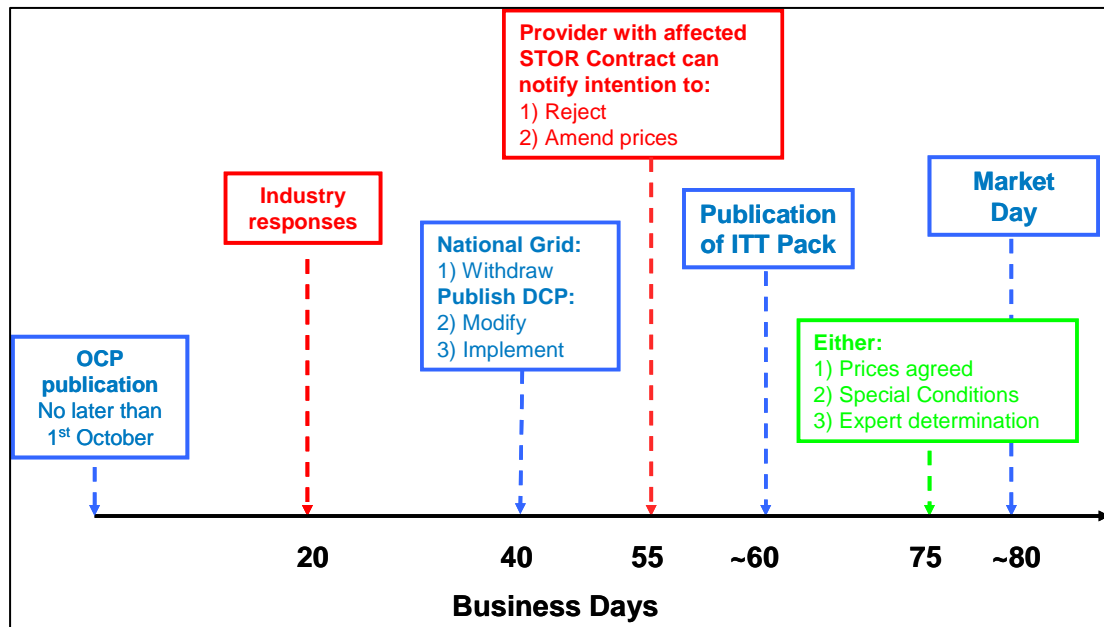 Provider with affected
STOR Contract can
notify intention to:
1) Reject
2) Amend prices
Industry
responses
National Grid:
1) Withdraw
Publish DCP:
2) Modify
3) Implement
Publication
of ITT Pack
Market
Day
OCP
publication
No later than
1st October
Either:
1) Prices agreed
2) Special Conditions
3) Expert determination
20 40 55 ~60 75 ~80
Business Days